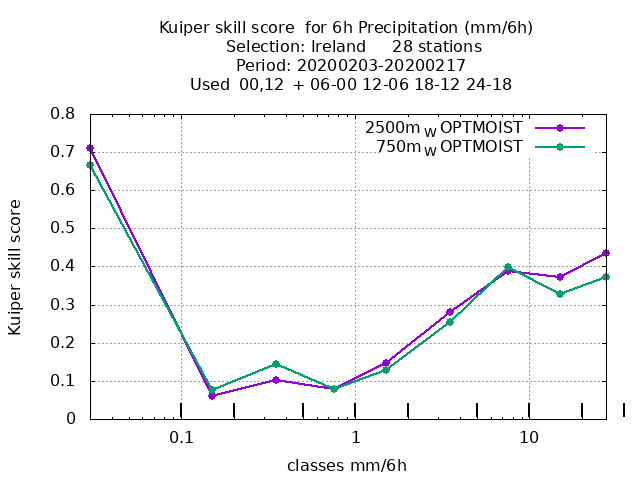 Kuiper skill score  for 6h Precipitation (mm/6h)
Selection: Ireland     28 stations
Period: 20200203-20200217
Used  00,12  + 06-00 12-06 18-12 24-18
2500m W OPTMOIST
750m W OPTMOIST
0.8
0.7
0.6
0.5
0.4
0.3
0.2
0.1
0
Kuiper skill score
0.1 1 10
classes mm/6h